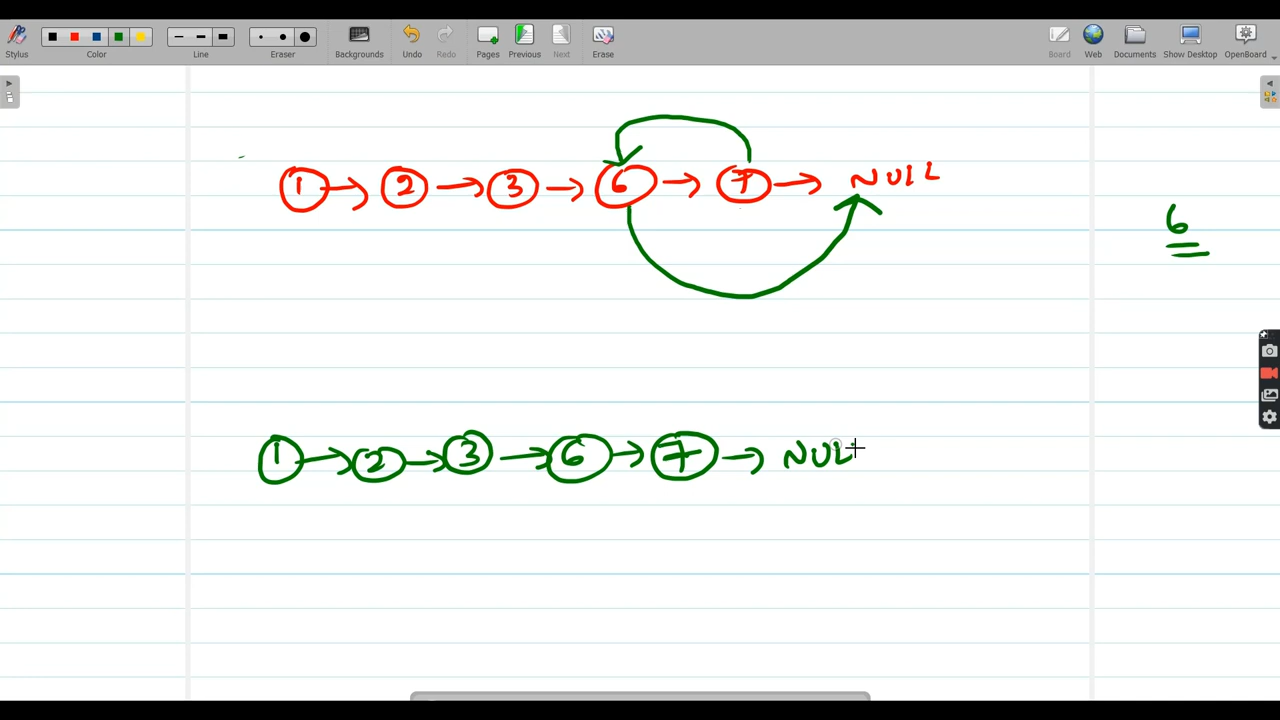 Stylus Color Line Eraser Backgrounds Undo Redo Pages Previous Next Erase Board Web Documents Show Desktop OpenBoard
1 → 2 → 3 → 6 → 7 → NULL
6
1 → 2 → 3 → 6 → 7 → NUL